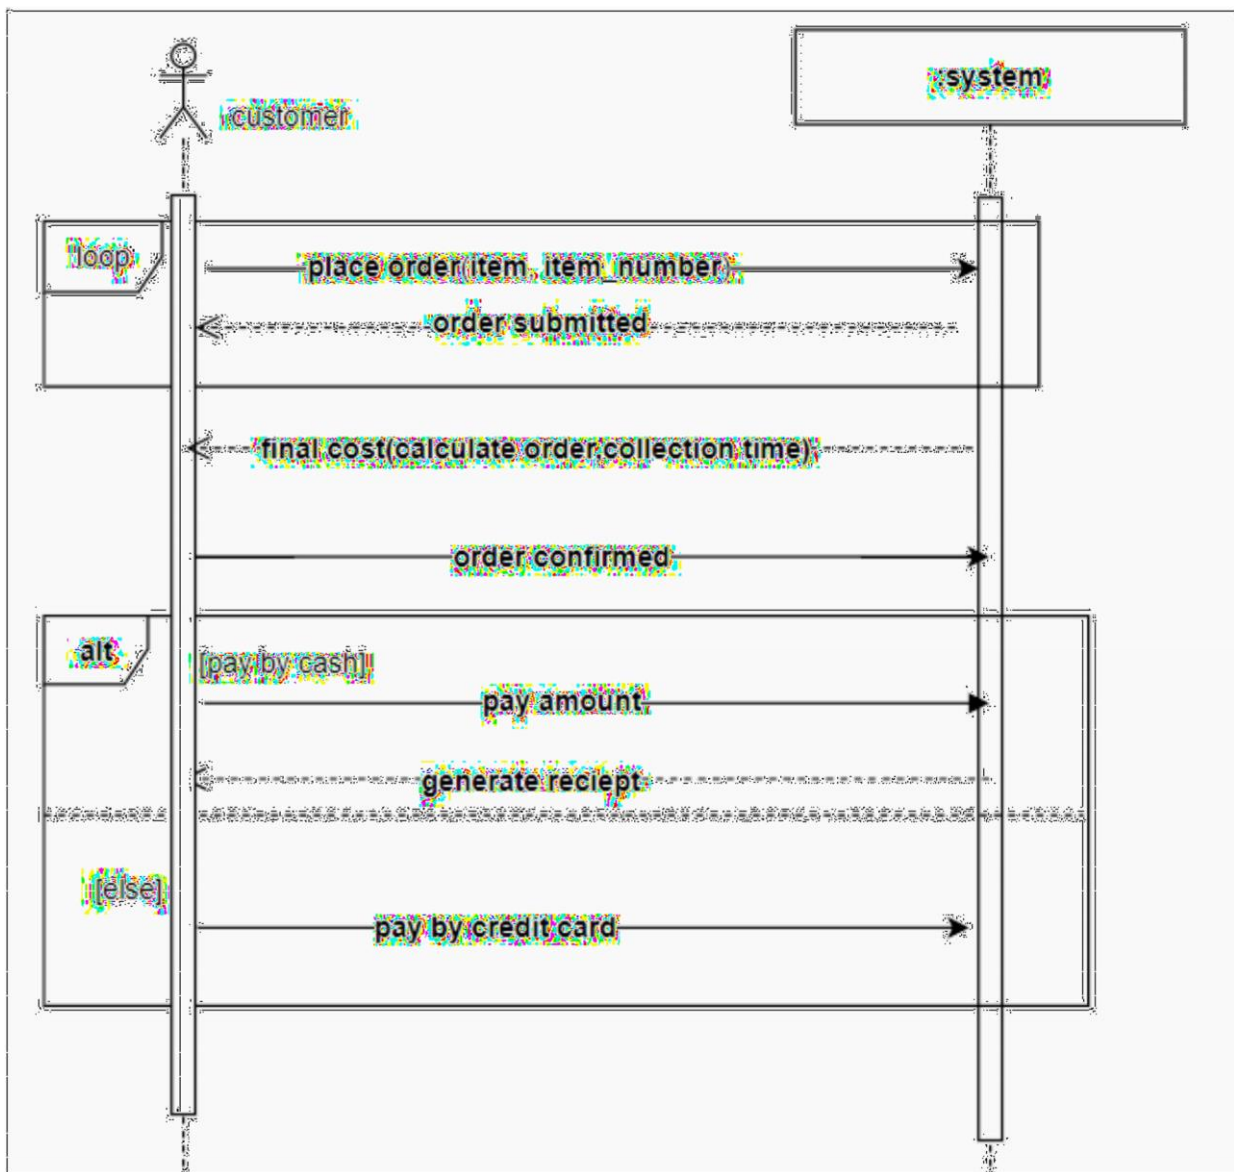 customer
:system
loop
place order(item, item_number)
order submitted
final cost(calculate order collection time)
order confirmed
alt
[pay by cash]
pay amount
generate reciept
[else]
pay by credit card